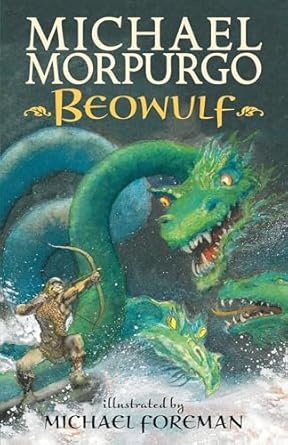 MICHAEL
MORPURGO
BEOWULF
illustrated by
MICHAEL FOREMAN